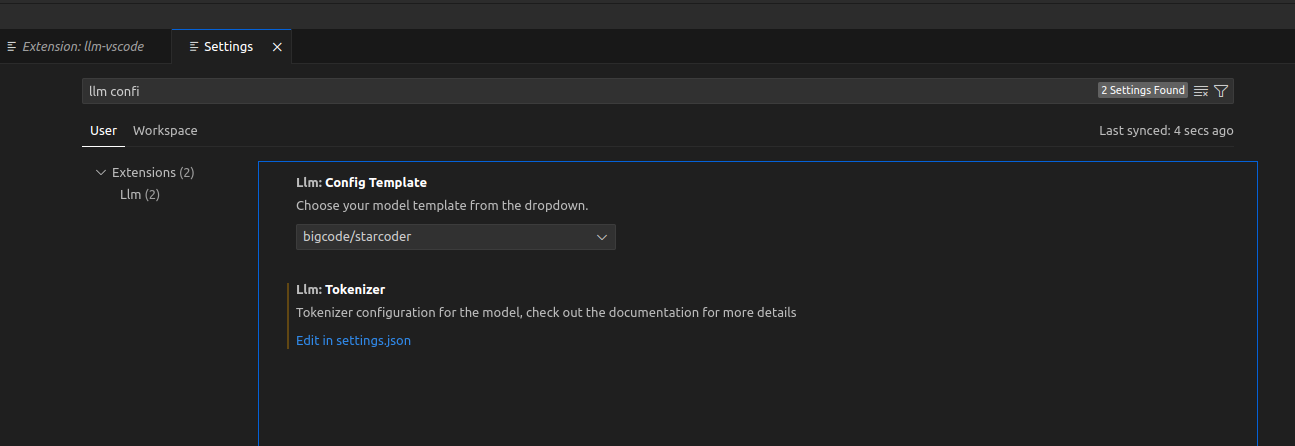 Extension: llm-vscode
Settings
llm confi
2 Settings Found
User
Workspace
Last synced: 4 secs ago
Extensions (2)
Llm (2)
Llm: Config Template
Choose your model template from the dropdown.
bigcode/starcoder
Llm: Tokenizer
Tokenizer configuration for the model, check out the documentation for more details
Edit in settings.json